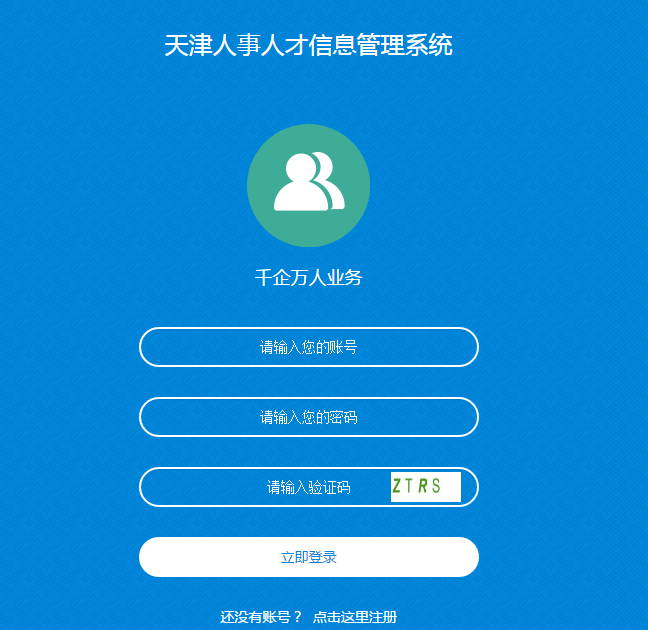 天津人事人才信息管理系统
千企万人业务
请输入您的账号
请输入您的密码
请输入验证码 ZTRS
立即登录
还没有账号？ 点击这里注册